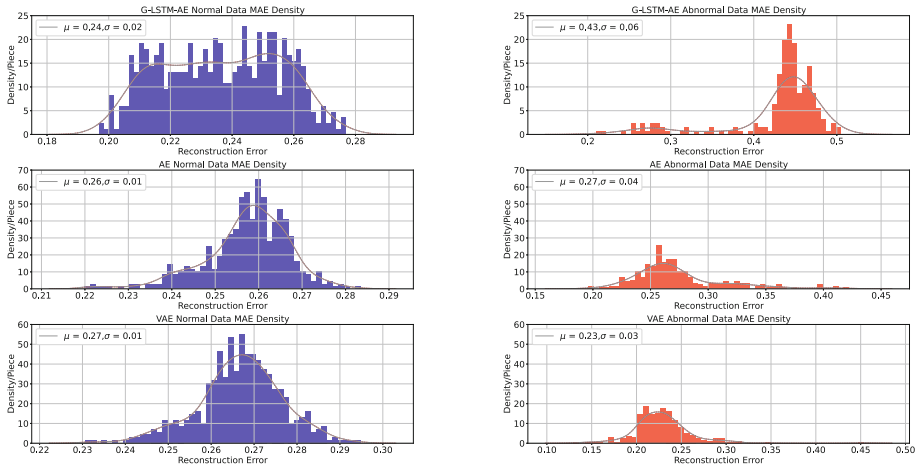 G-LSTM-AE Normal Data MAE Density
Density/Piece
25
20
15
10
5
0
μ = 0.24,σ = 0.02
0.18 0.20 0.22 0.24 0.26 0.28
Reconstruction Error
G-LSTM-AE Abnormal Data MAE Density
Density/Piece
25
20
15
10
5
0
μ = 0.43,σ = 0.06
0.2 0.3 0.4 0.5
Reconstruction Error
AE Normal Data MAE Density
Density/Piece
70
60
50
40
30
20
10
0
μ = 0.26,σ = 0.01
0.21 0.22 0.23 0.24 0.25 0.26 0.27 0.28 0.29
Reconstruction Error
AE Abnormal Data MAE Density
Density/Piece
70
60
50
40
30
20
10
0
μ = 0.27,σ = 0.04
0.15 0.20 0.25 0.30 0.35 0.40 0.45
Reconstruction Error
VAE Normal Data MAE Density
Density/Piece
60
50
40
30
20
10
0
μ = 0.27,σ = 0.01
0.22 0.23 0.24 0.25 0.26 0.27 0.28 0.29 0.30
Reconstruction Error
VAE Abnormal Data MAE Density
Density/Piece
60
50
40
30
20
10
0
μ = 0.23,σ = 0.03
0.10 0.15 0.20 0.25 0.30 0.35 0.40 0.45 0.50
Reconstruction Error